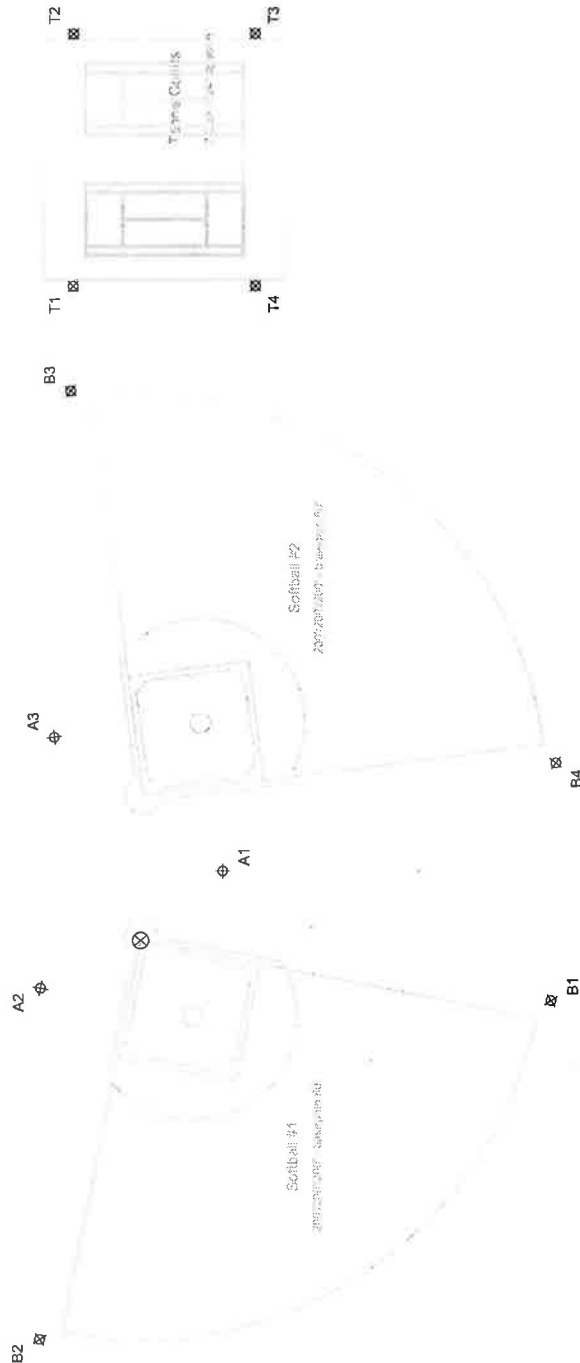 T2
T3
Tennis Courts
T1
T4
B3
Softball #2
A3
B4
A1
A2
B1
Softball #1
B2